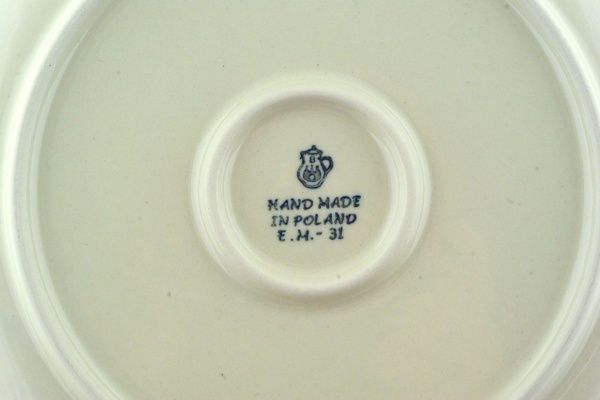 HAND MADE
IN POLAND
E.M.- 31